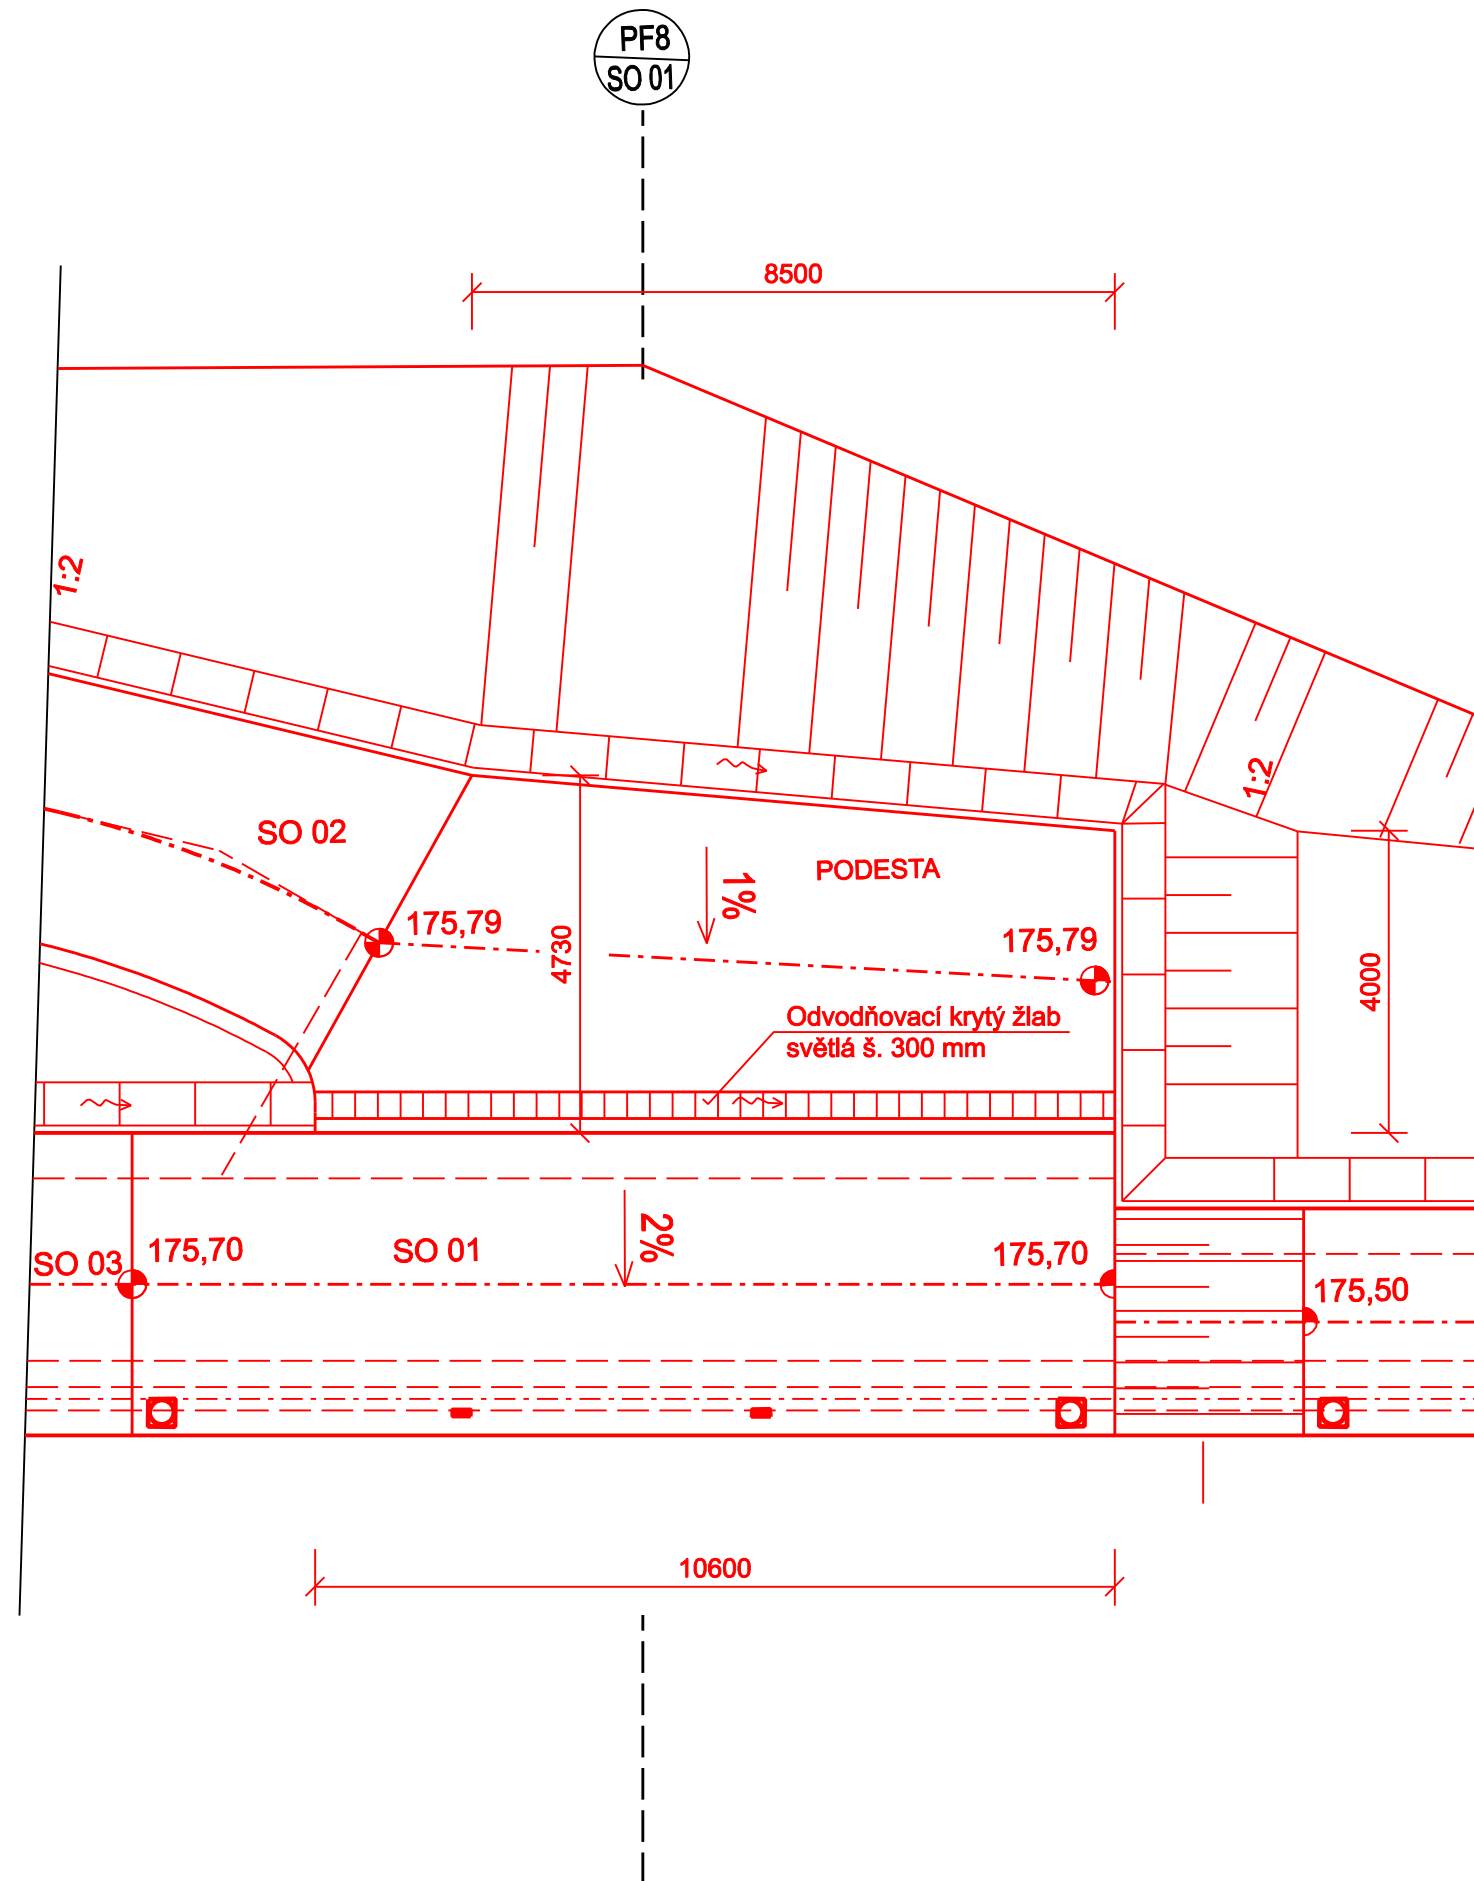 PF8
SO 01
8500
1:2
1:2
SO 02
PODESTA
1%
175,79
175,79
4730
4000
Odvodňovací krytý žlab
světlá š. 300 mm
2%
SO 03
175,70
SO 01
175,70
175,50
10600